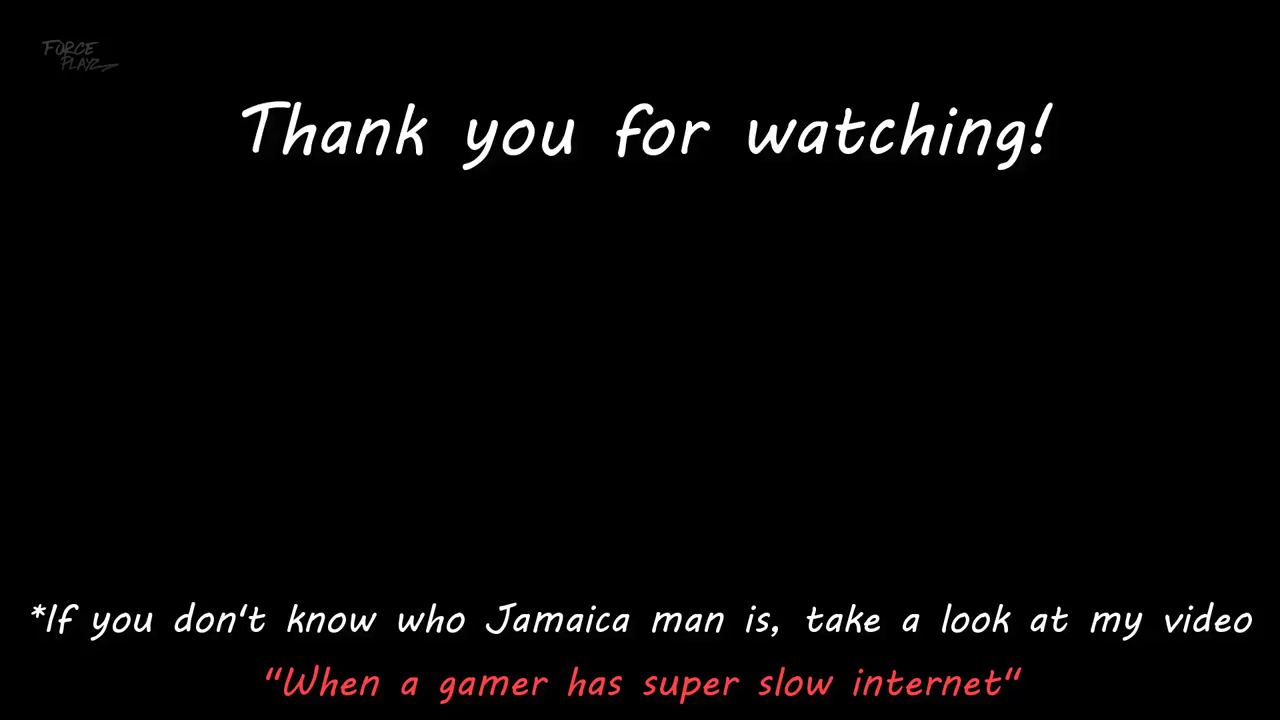 FORCE
PLAYZ
Thank you for watching!
*If you don't know who Jamaica man is, take a look at my video
"When a gamer has super slow internet"